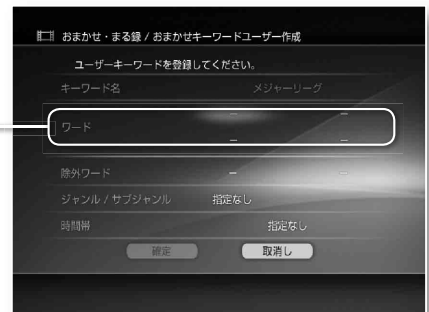 おまかせ・まる録 / おまかせキーワードユーザー作成
ユーザーキーワードを登録してください。
キーワード名 メジャーリーグ
ワード – –
– –
除外ワード – –
ジャンル / サブジャンル 指定なし
時間帯 指定なし
確定 取消し